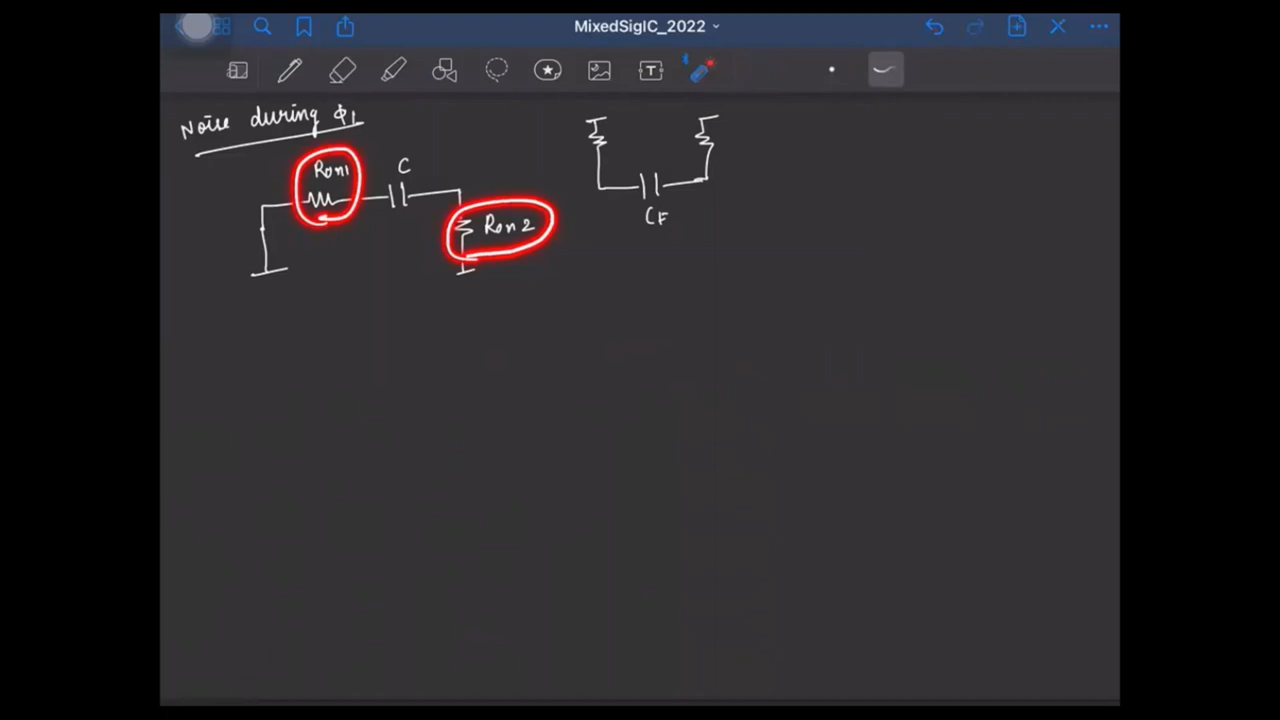 MixedSigIC_2022
T
Noise during Φ1
Ron1
C
Ron2
CF